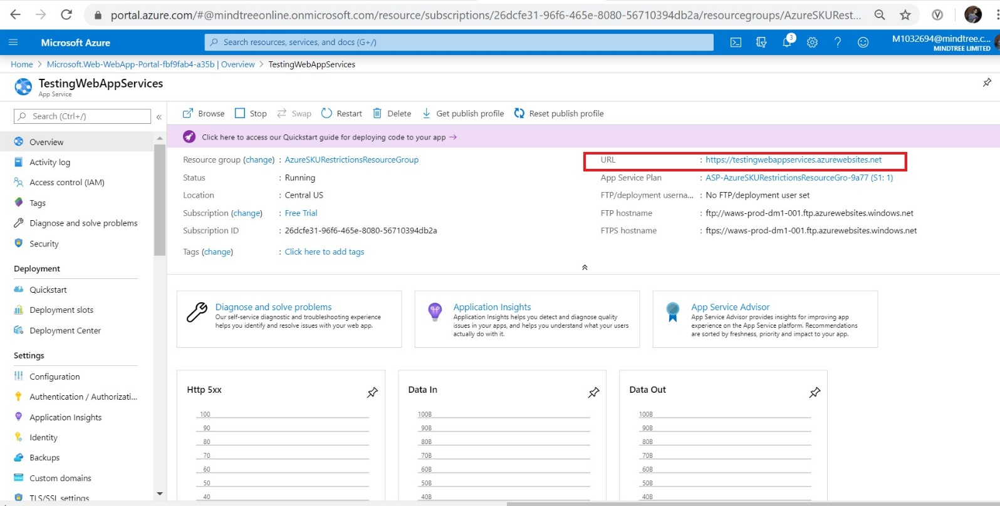 portal.azure.com/#@mindtreeonline.onmicrosoft.com/resource/subscriptions/26dcfe31-96f6-465e-8080-56710394db2a/resourcegroups/AzureSKURest...
Microsoft Azure
Search resources, services, and docs (G+/)
3
M1032694@mindtree.c...
MINDTREE LIMITED
Home > Microsoft.Web-WebApp-Portal-fbf9fab4-a35b | Overview > TestingWebAppServices
TestingWebAppServices
App Service
Search (Ctrl+/)
«
Overview
Activity log
Access control (IAM)
Tags
Diagnose and solve problems
Security
Deployment
Quickstart
Deployment slots
Deployment Center
Settings
Configuration
Authentication / Authorizati...
Application Insights
Identity
Backups
Custom domains
TLS/SSL settings
Browse Stop Swap Restart Delete Get publish profile Reset publish profile
Click here to access our Quickstart guide for deploying code to your app →
Resource group (change) : AzureSKURestrictionsResourceGroup
Status : Running
Location : Central US
Subscription (change) : Free Trial
Subscription ID : 26dcfe31-96f6-465e-8080-56710394db2a
Tags (change) : Click here to add tags
URL : https://testingwebappservices.azurewebsites.net
App Service Plan : ASP-AzureSKURestrictionsResourceGro-9a77 (S1: 1)
FTP/deployment userna... : No FTP/deployment user set
FTP hostname : ftp://waws-prod-dm1-001.ftp.azurewebsites.windows.net
FTPS hostname : ftps://waws-prod-dm1-001.ftp.azurewebsites.windows.net
Diagnose and solve problems
Our self-service diagnostic and troubleshooting experience
helps you identify and resolve issues with your web app.
Application Insights
Application Insights helps you detect and diagnose quality
issues in your apps, and helps you understand what your users
actually do with it.
App Service Advisor
App Service Advisor provides insights for improving app
experience on the App Service platform. Recommendations
are sorted by freshness, priority and impact to your app.
Http 5xx
100
90
80
70
60
50
40
Data In
100B
90B
80B
70B
60B
50B
40B
Data Out
100B
90B
80B
70B
60B
50B
40B